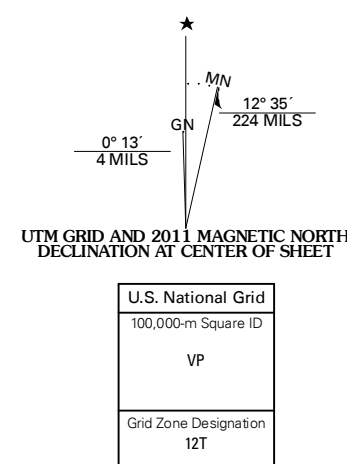 ★
MN
GN
12° 35´
224 MILS
0° 13´
4 MILS
UTM GRID AND 2011 MAGNETIC NORTH
DECLINATION AT CENTER OF SHEET
U.S. National Grid
100,000-m Square ID
VP
Grid Zone Designation
12T